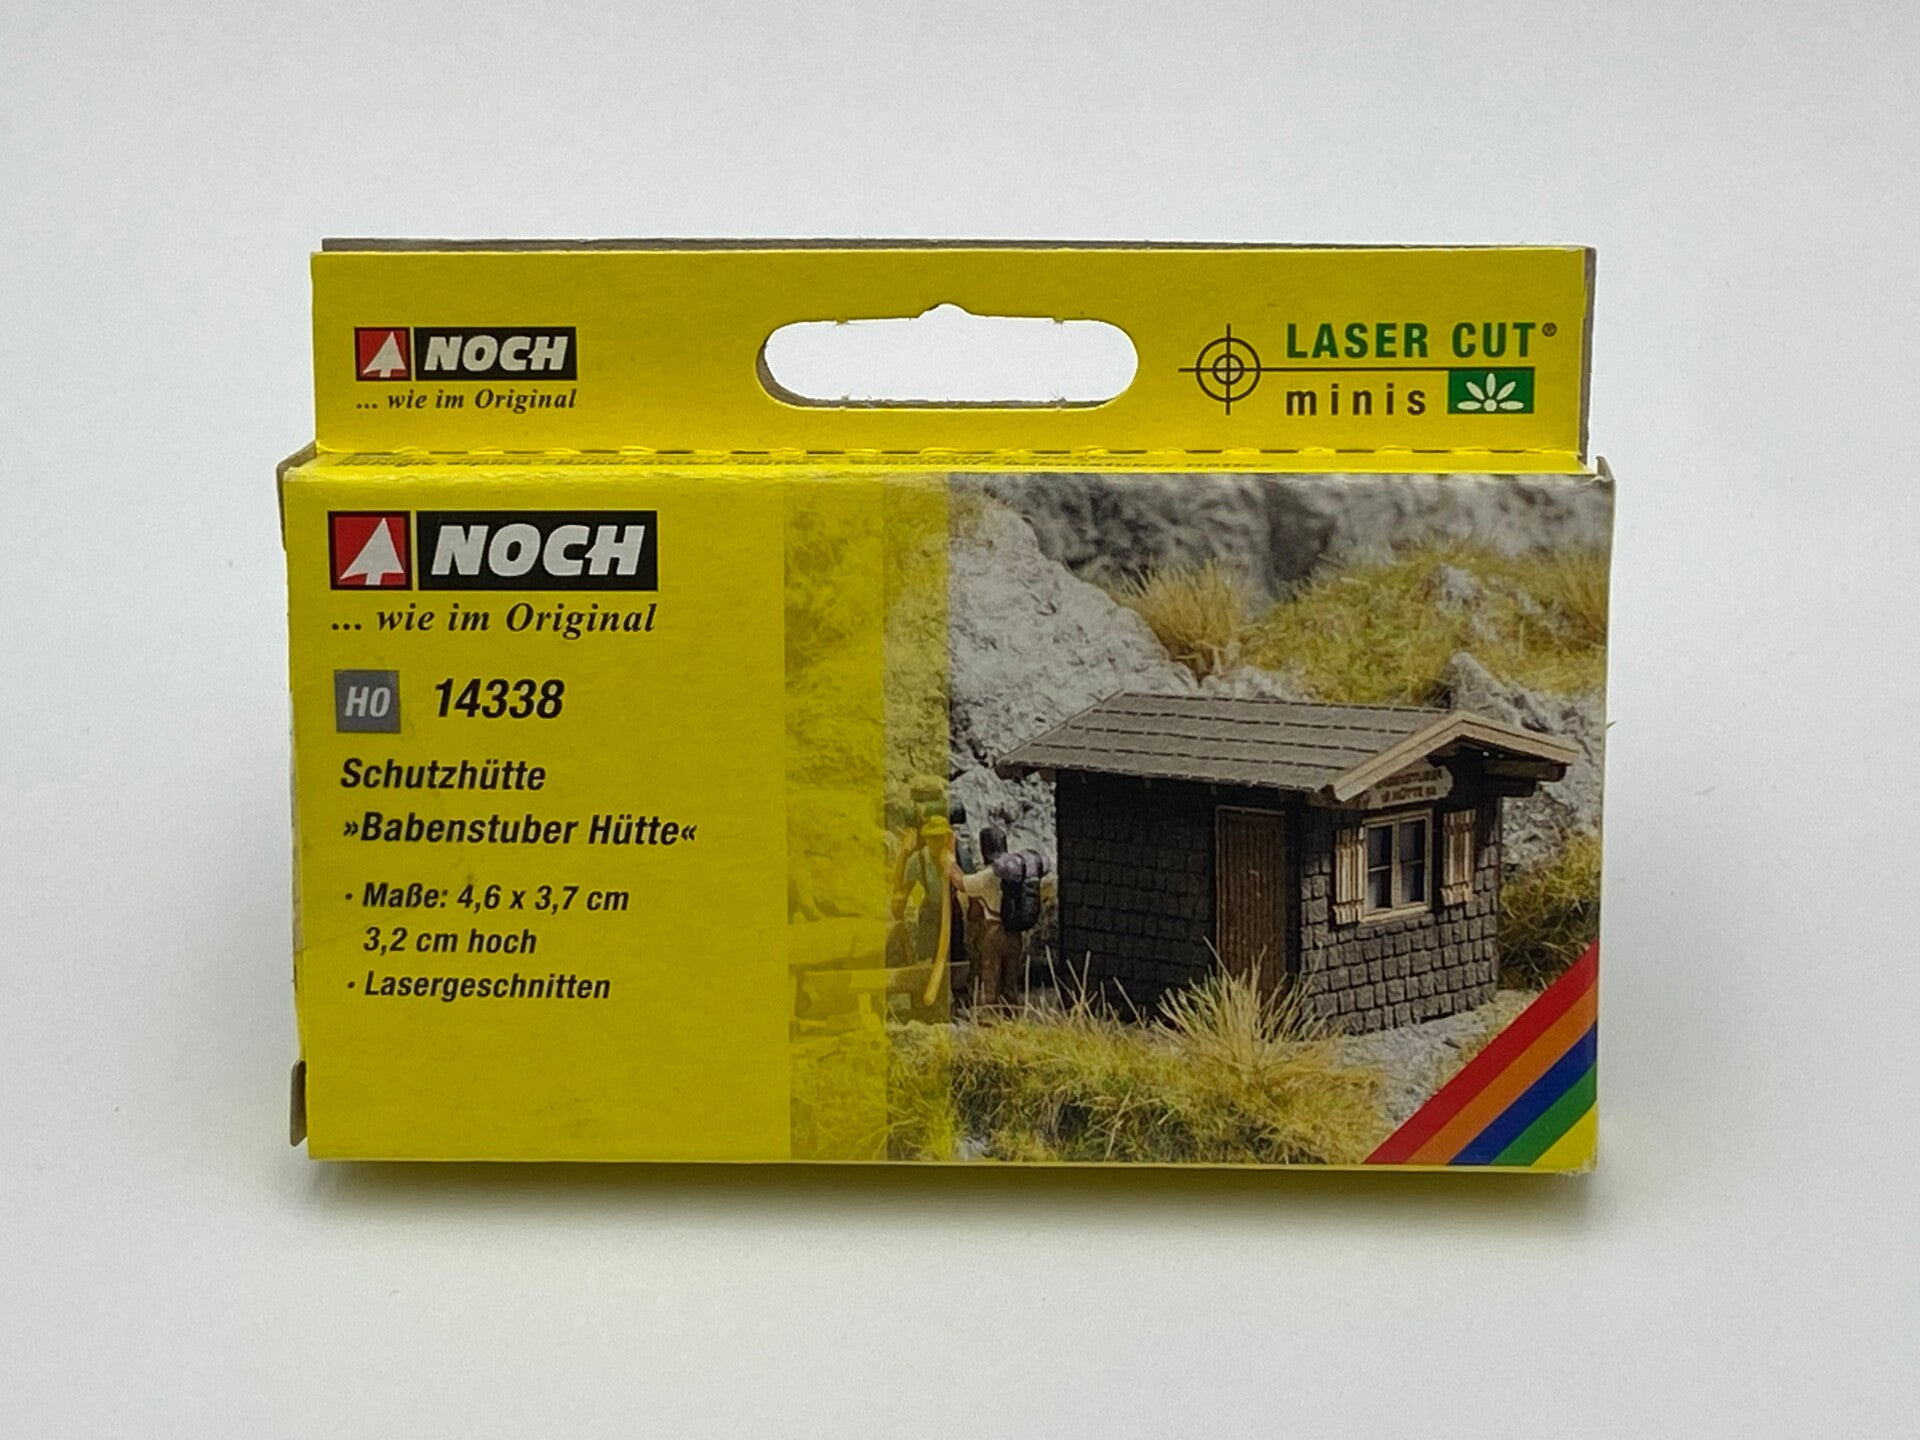 NOCH
... wie im Original
LASER CUT®
minis
NOCH
... wie im Original
H0 14338
Schutzhütte
»Babenstuber Hütte«
· Maße: 4,6 x 3,7 cm
3,2 cm hoch
· Lasergeschnitten